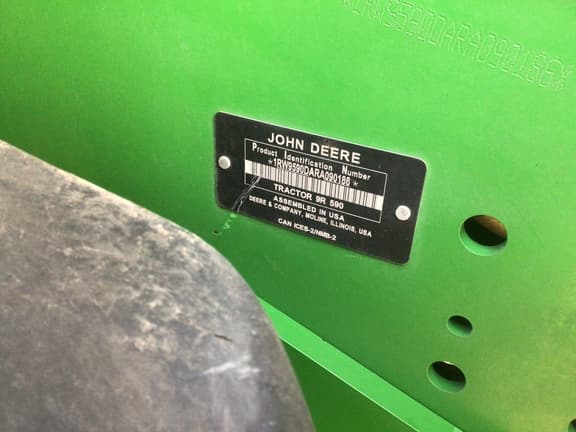 RW9590DARA090186X
JOHN DEERE
Product Identification Number
*1RW9590DARA090186*
TRACTOR 9R 590
ASSEMBLED IN USA
DEERE & COMPANY, MOLINE, ILLINOIS, USA
CAN ICES-2/NMB-2